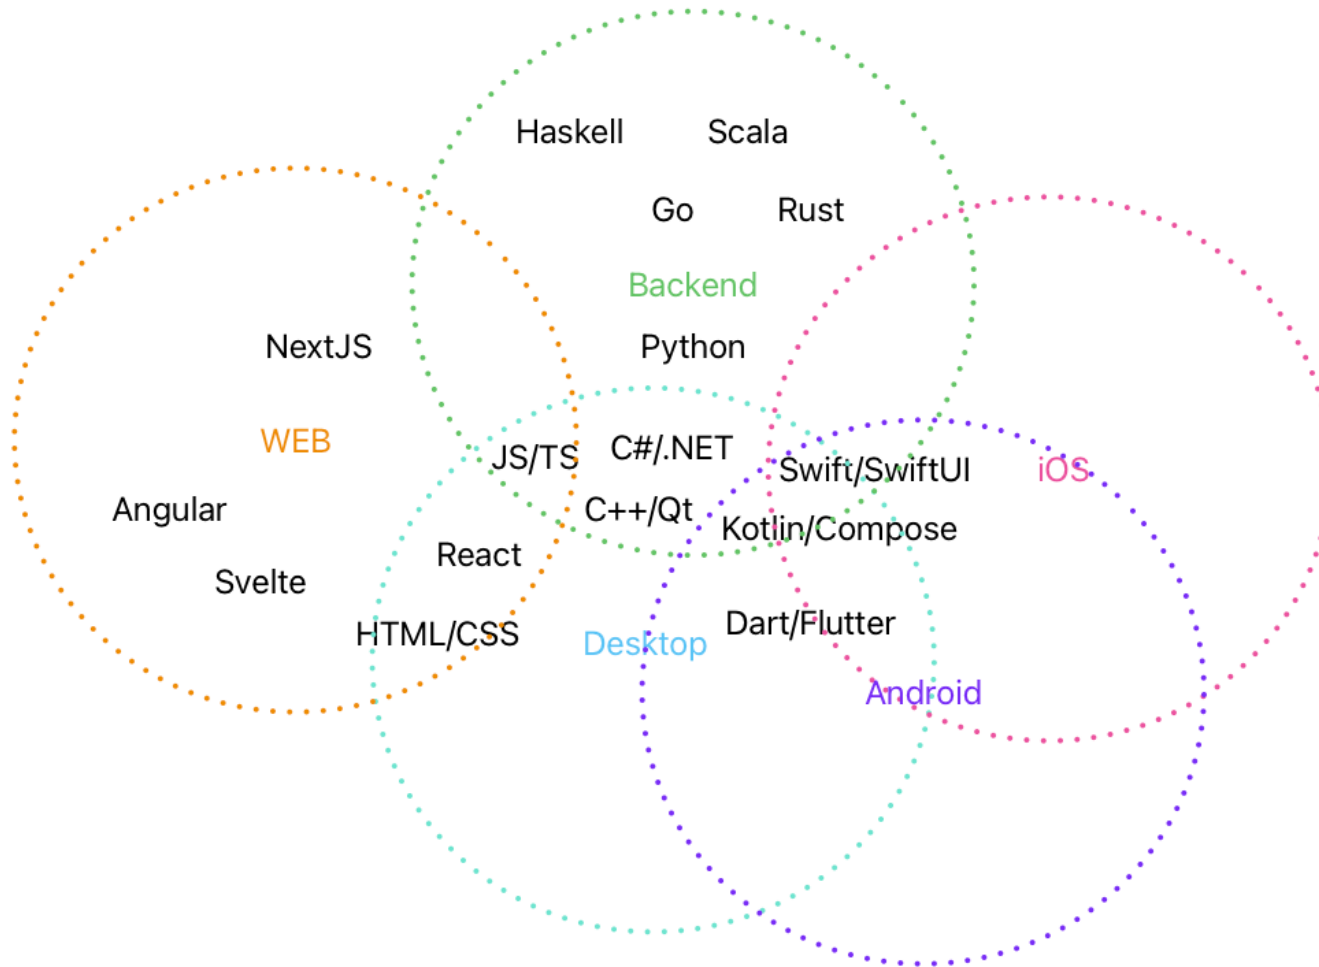 Haskell
Scala
Go
Rust
Backend
NextJS
Python
WEB
JS/TS
C#/.NET
Swift/SwiftUI
iOS
Angular
C++/Qt
Kotlin/Compose
React
Svelte
HTML/CSS
Desktop
Dart/Flutter
Android